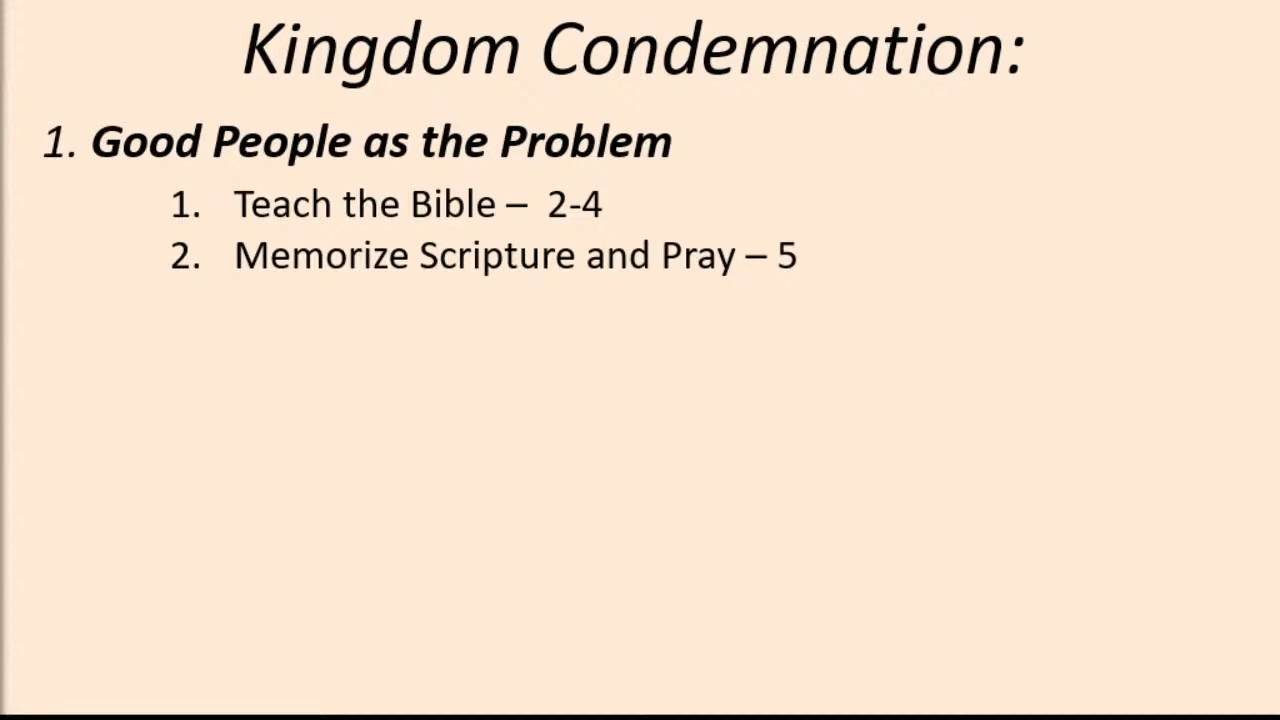 Kingdom Condemnation:
1. Good People as the Problem
1. Teach the Bible – 2-4
2. Memorize Scripture and Pray – 5